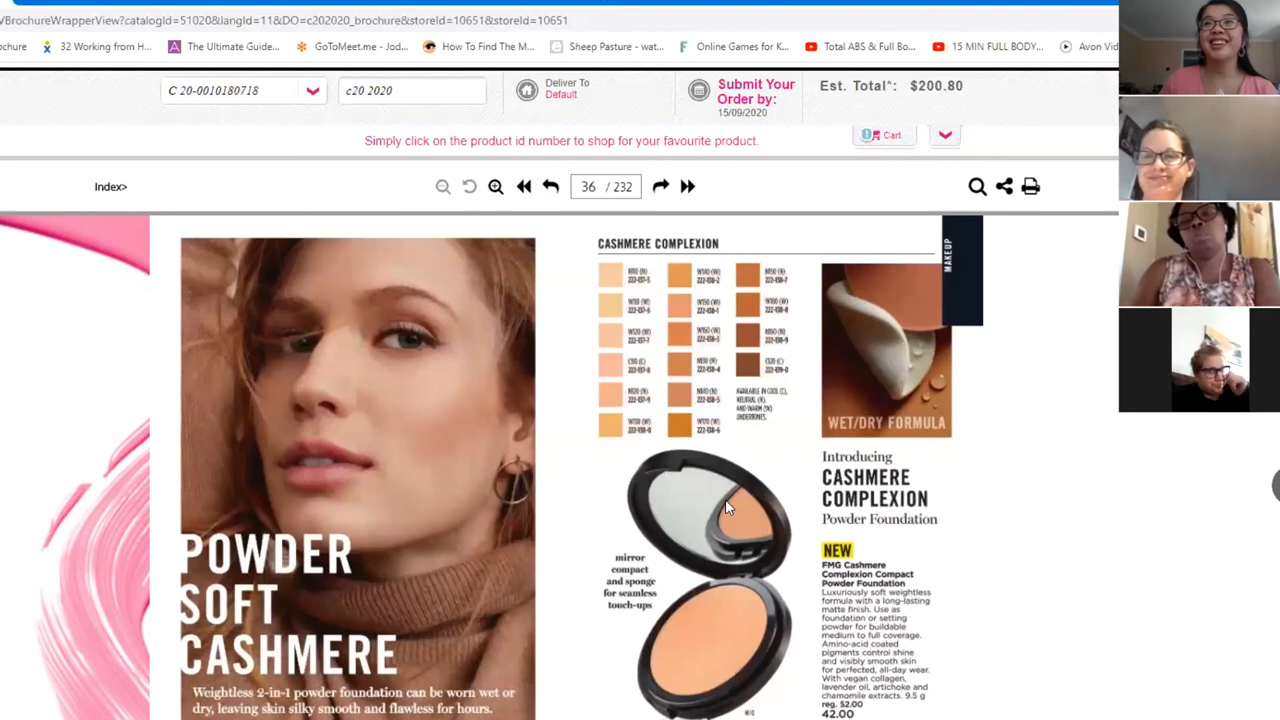 VBrochureWrapperView?catalogId=51020&langId=11&DO=c202020_brochure&storeId=10651&storeId=10651
ochure
32 Working from H...
The Ultimate Guide...
GoToMeet.me - Jod...
How To Find The M...
Sheep Pasture - wat...
Online Games for K...
Total ABS & Full Bo...
15 MIN FULL BODY...
Avon Vid
C 20-0010180718
c20 2020
Deliver To
Default
Submit Your
Order by:
15/09/2020
Est. Total*: $200.80
Simply click on the product id number to shop for your favourite product.
Cart
Index>
36 / 232
POWDER
SOFT
CASHMERE
Weightless 2-in-1 powder foundation can be worn wet or
dry, leaving skin silky smooth and flawless for hours.
CASHMERE COMPLEXION
AVAILABLE IN COOL (C),
NEUTRAL (N),
AND WARM (W)
UNDERTONES.
MAKEUP
WET/DRY FORMULA
mirror
compact
and sponge
for seamless
touch-ups
Introducing
CASHMERE
COMPLEXION
Powder Foundation
NEW
FMG Cashmere
Complexion Compact
Powder Foundation
Luxuriously soft weightless
formula with a long-lasting
matte finish. Use as
foundation or setting
powder for buildable
medium to full coverage.
Amino-acid coated
pigments control shine
and visibly smooth skin
for perfected, all-day wear.
With vegan collagen,
lavender oil, artichoke and
chamomile extracts. 9.5 g
reg. 52.00
42.00